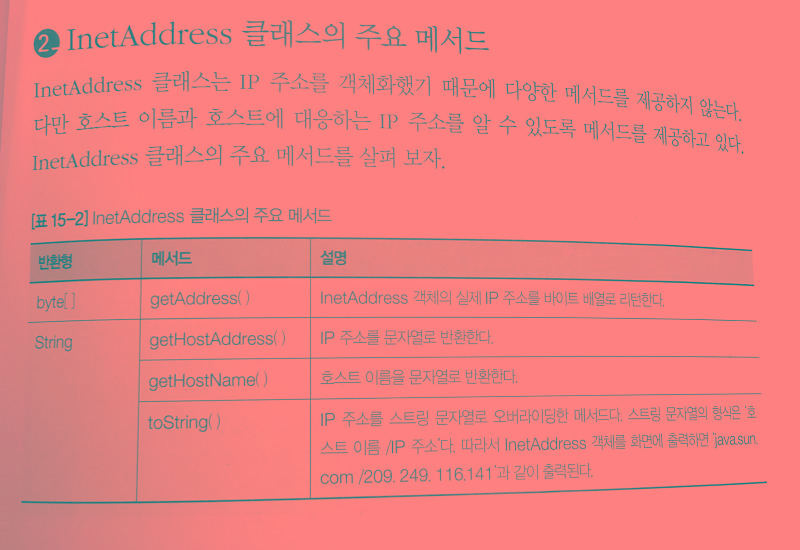 2 InetAddress 클래스의 주요 메서드
InetAddress 클래스는 IP 주소를 객체화했기 때문에 다양한 메서드를 제공하지 않는다.
다만 호스트 이름과 호스트에 대응하는 IP 주소를 알 수 있도록 메서드를 제공하고 있다.
InetAddress 클래스의 주요 메서드를 살펴 보자.
[표 15-2] InetAddress 클래스의 주요 메서드
반환형 메서드 설명
byte[ ] getAddress( ) InetAddress 객체의 실제 IP 주소를 바이트 배열로 리턴한다.
String getHostAddress( ) IP 주소를 문자열로 반환한다.
getHostName( ) 호스트 이름을 문자열로 반환한다.
toString( ) IP 주소를 스트링 문자열로 오버라이딩한 메서드다. 스트링 문자열의 형식은 '호
스트 이름 /IP 주소'다. 따라서 InetAddress 객체를 화면에 출력하면 'java.sun.
com /209. 249. 116.141'과 같이 출력된다.